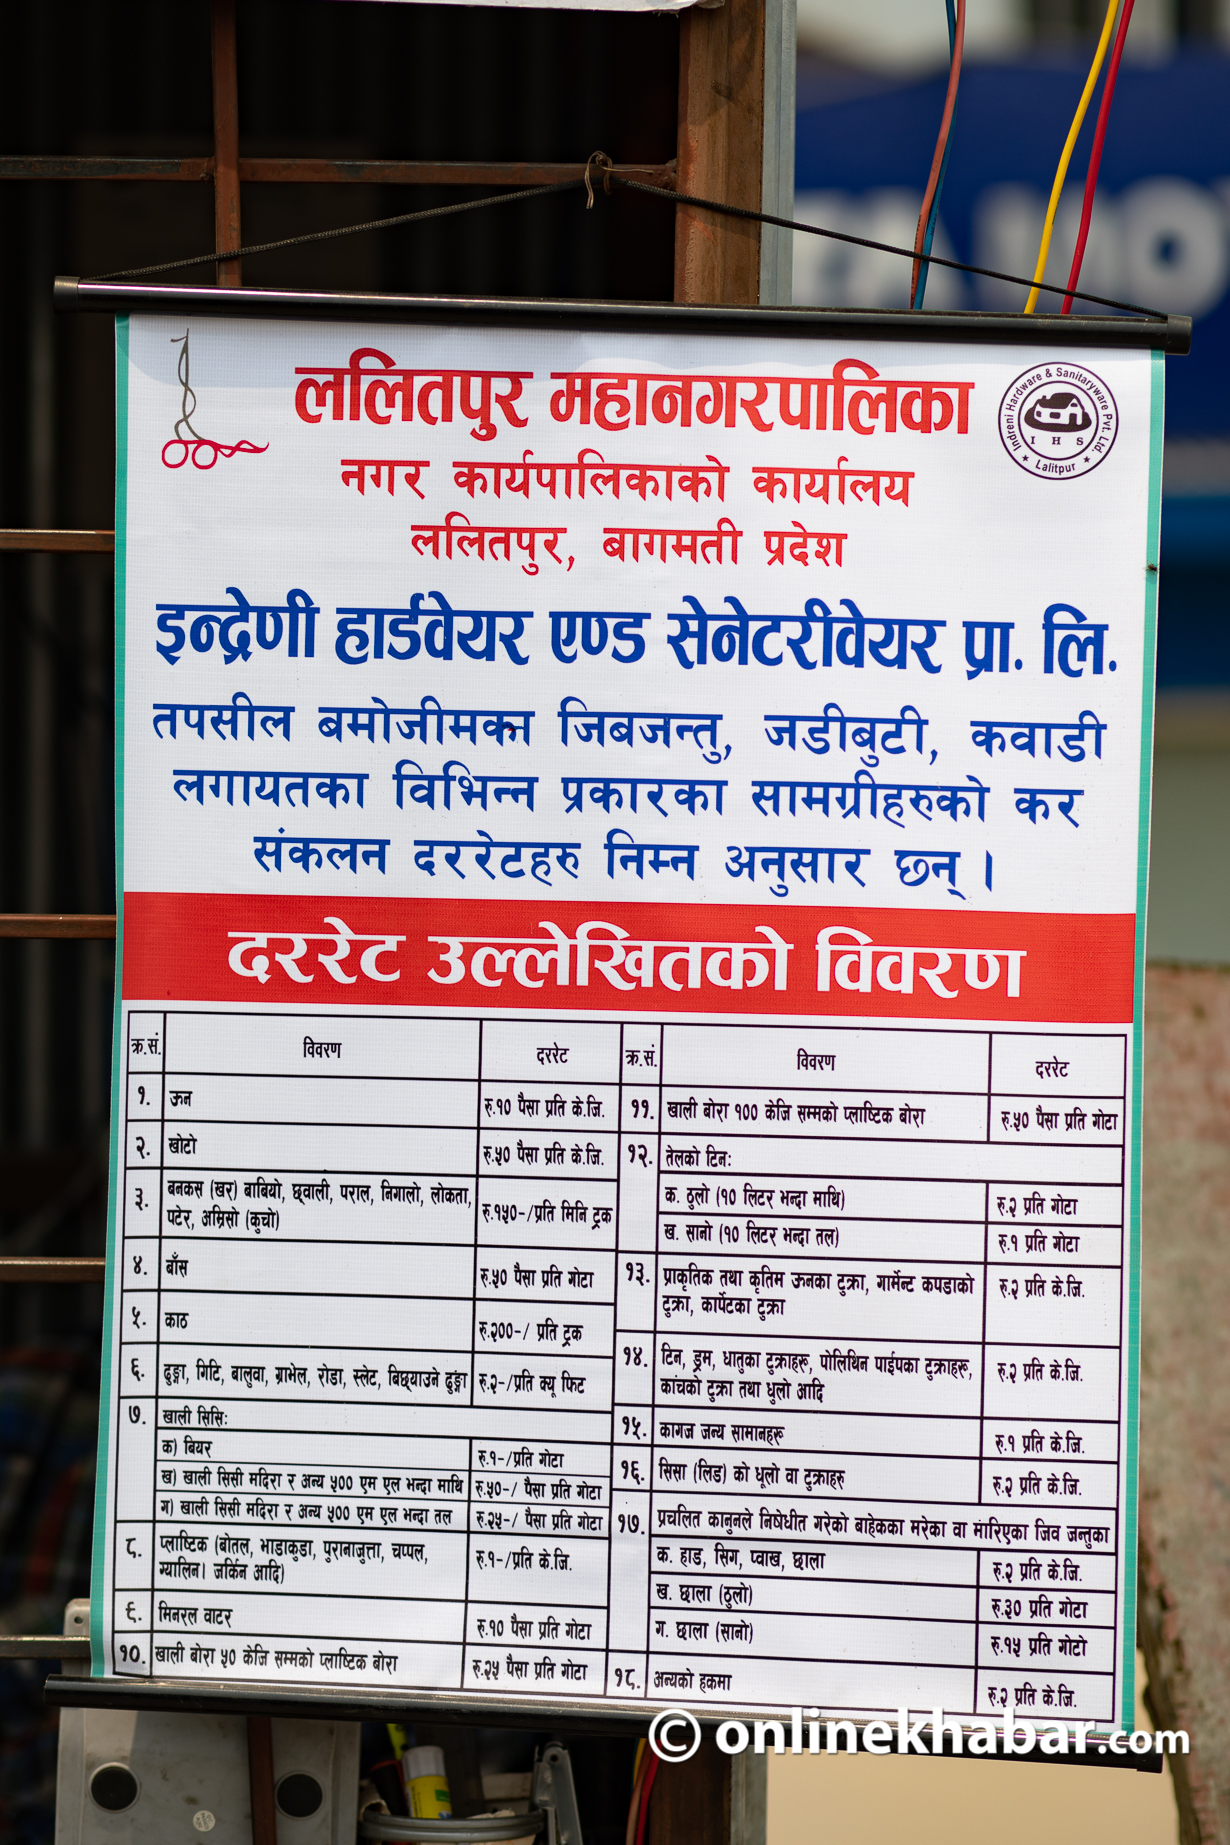 ललितपुर महानगरपालिका
Indreni Hardware & Sanitaryware Pvt. Ltd.
I H S
Lalitpur
नगर कार्यपालिकाको कार्यालय
ललितपुर, बागमती प्रदेश
इन्द्रेणी हार्डवेयर एण्ड सेनेटरीवेयर प्रा. लि.
तपसील बमोजीमका जिबजन्तु, जडीबुटी, कवाडी
लगायतका विभिन्न प्रकारका सामग्रीहरुको कर
संकलन दररेटहरु निम्न अनुसार छन् ।
दररेट उल्लेखितको विवरण
क्र.सं. विवरण दररेट
१. ऊन रु.१० पैसा प्रति के.जि.
२. खोटो रु.५० पैसा प्रति के.जि.
३. बनकस (खर) बाबियो, छ्वाली, पराल, निगालो, लोकता, रु.१५०-/प्रति मिनि ट्रक
पटेर, अम्रिसो (कुचो)
४. बाँस रु.५० पैसा प्रति गोटा
५. काठ रु.२००-/ प्रति ट्रक
६. ढुङ्गा, गिटि, बालुवा, ग्राभेल, रोडा, स्लेट, बिछ्याउने ढुंङ्गा रु.२-/प्रति क्यू फिट
७. खाली सिसि:
क) बियर रु.१-/प्रति गोटा
ख) खाली सिसी मदिरा र अन्य ५०० एम एल भन्दा माथि रु.५०-/ पैसा प्रति गोटा
ग) खाली सिसी मदिरा र अन्य ५०० एम एल भन्दा तल रु.२५-/ पैसा प्रति गोटा
८. प्लाष्टिक (बोतल, भाडाकुडा, पुरानाजुत्ता, चप्पल, रु.१-/प्रति के.जि.
ग्यालिन। जर्किन आदि)
९. मिनरल वाटर रु.१० पैसा प्रति गोटा
१०. खाली बोरा ५० केजि सम्मको प्लाष्टिक बोरा रु.२५ पैसा प्रति गोटा
क्र.सं. विवरण दररेट
११. खाली बोरा १०० केजि सम्मको प्लाष्टिक बोरा रु.५० पैसा प्रति गोटा
१२. तेलको टिन:
क. ठुलो (१० लिटर भन्दा माथि) रु.२ प्रति गोटा
ख. सानो (१० लिटर भन्दा तल) रु.१ प्रति गोटा
१३. प्राकृतिक तथा कृतिम ऊनका टुक्रा, गार्मेन्ट कपडाको रु.२ प्रति के.जि.
टुक्रा, कार्पेटका टुक्रा
१४. टिन, ड्रम, धातुका टुक्राहरू, पोलिथिन पाईपका टुक्राहरू, रु.२ प्रति के.जि.
कांचको टुक्रा तथा धुलो आदि
१५. कागज जन्य सामानहरू रु.१ प्रति के.जि.
१६. सिसा (लिड) को धूलो वा टुक्राहरु रु.२ प्रति के.जि.
१७. प्रचलित कानुनले निषेधीत गरेको बाहेकका मरेका वा मारिएका जिव जन्तुका
क. हाड, सिग, प्वाख, छाला रु.२ प्रति के.जि.
ख. छाला (ठुलो) रु.३० प्रति गोटा
ग. छाला (सानो) रु.१५ प्रति गोटो
१८. अन्यको हकमा रु.२ प्रति के.जि.
© onlinekhabar.com